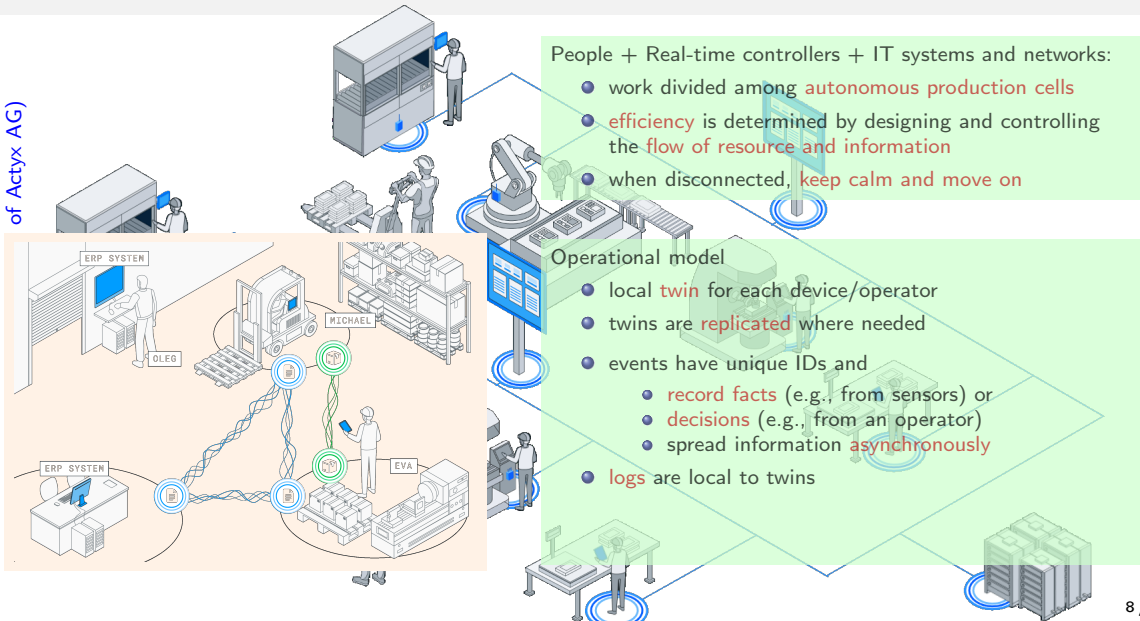 of Actyx AG)
People + Real-time controllers + IT systems and networks:
work divided among autonomous production cells
efficiency is determined by designing and controlling
the flow of resource and information
when disconnected, keep calm and move on
ERP SYSTEM
OLEG
MICHAEL
ERP SYSTEM
EVA
Operational model
local twin for each device/operator
twins are replicated where needed
events have unique IDs and
record facts (e.g., from sensors) or
decisions (e.g., from an operator)
spread information asynchronously
logs are local to twins
8/